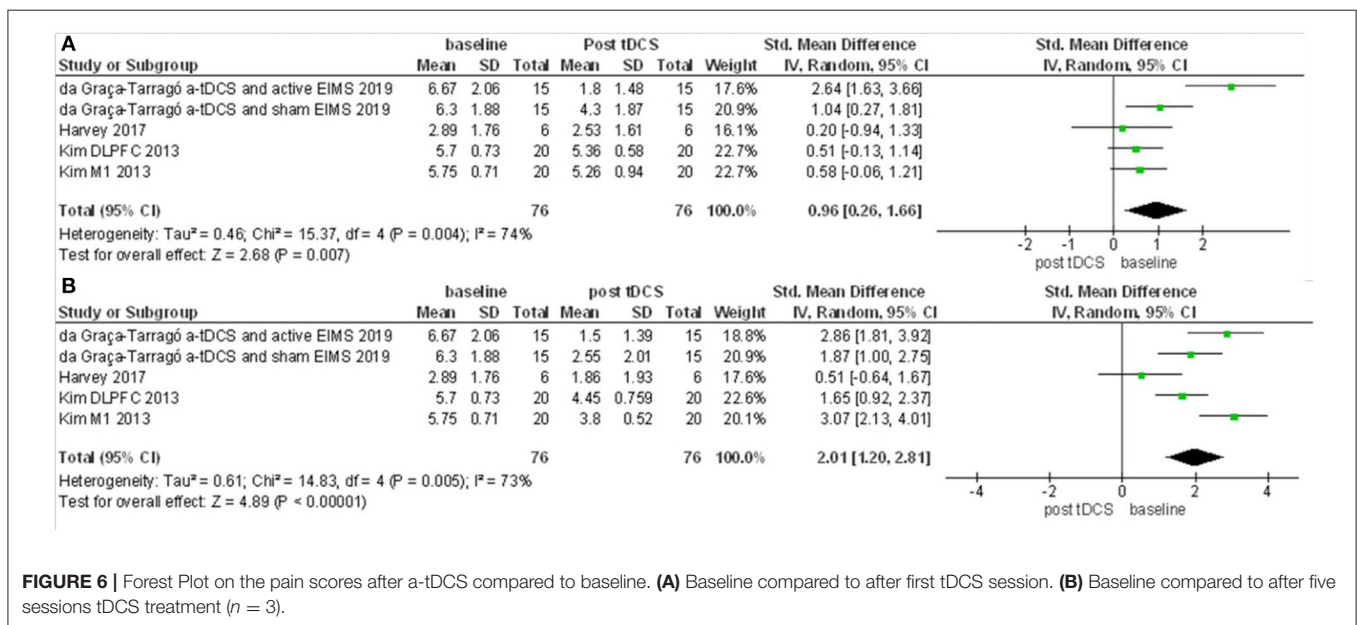 A
baseline Post tDCS Std. Mean Difference Std. Mean Difference
Study or Subgroup Mean SD Total Mean SD Total Weight IV, Random, 95% CI IV, Random, 95% CI
da Graça-Tarragó a-tDCS and active EIMS 2019 6.67 2.06 15 1.8 1.48 15 17.6% 2.64 [1.63, 3.66]
da Graça-Tarragó a-tDCS and sham EIMS 2019 6.3 1.88 15 4.3 1.87 15 20.9% 1.04 [0.27, 1.81]
Harvey 2017 2.89 1.76 6 2.53 1.61 6 16.1% 0.20 [-0.94, 1.33]
Kim DLPFC 2013 5.7 0.73 20 5.36 0.58 20 22.7% 0.51 [-0.13, 1.14]
Kim M1 2013 5.75 0.71 20 5.26 0.94 20 22.7% 0.58 [-0.06, 1.21]
Total (95% CI) 76 76 100.0% 0.96 [0.26, 1.66]
Heterogeneity: Tau² = 0.46; Chi² = 15.37, df = 4 (P = 0.004); I² = 74%
Test for overall effect: Z = 2.68 (P = 0.007)
-2 -1 0 1 2
post tDCS baseline
B
baseline post tDCS Std. Mean Difference Std. Mean Difference
Study or Subgroup Mean SD Total Mean SD Total Weight IV, Random, 95% CI IV, Random, 95% CI
da Graça-Tarragó a-tDCS and active EIMS 2019 6.67 2.06 15 1.5 1.39 15 18.8% 2.86 [1.81, 3.92]
da Graça-Tarragó a-tDCS and sham EIMS 2019 6.3 1.88 15 2.55 2.01 15 20.9% 1.87 [1.00, 2.75]
Harvey 2017 2.89 1.76 6 1.86 1.93 6 17.6% 0.51 [-0.64, 1.67]
Kim DLPFC 2013 5.7 0.73 20 4.45 0.759 20 22.6% 1.65 [0.92, 2.37]
Kim M1 2013 5.75 0.71 20 3.8 0.52 20 20.1% 3.07 [2.13, 4.01]
Total (95% CI) 76 76 100.0% 2.01 [1.20, 2.81]
Heterogeneity: Tau² = 0.61; Chi² = 14.83, df = 4 (P = 0.005); I² = 73%
Test for overall effect: Z = 4.89 (P < 0.00001)
-4 -2 0 2 4
post tDCS baseline
FIGURE 6 | Forest Plot on the pain scores after a-tDCS compared to baseline. (A) Baseline compared to after first tDCS session. (B) Baseline compared to after five
sessions tDCS treatment (n = 3).